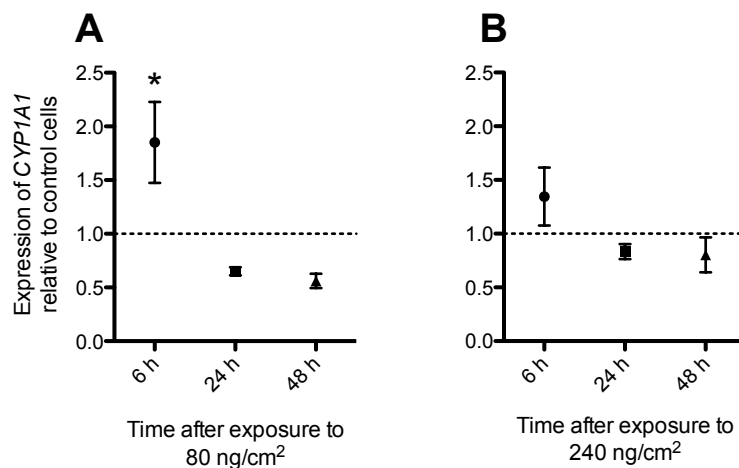 A
B
Expression of CYP1A1
relative to control cells
2.5
2.0
1.5
1.0
0.5
0.0
*
6 h
24 h
48 h
Time after exposure to
80 ng/cm²
2.5
2.0
1.5
1.0
0.5
0.0
6 h
24 h
48 h
Time after exposure to
240 ng/cm²